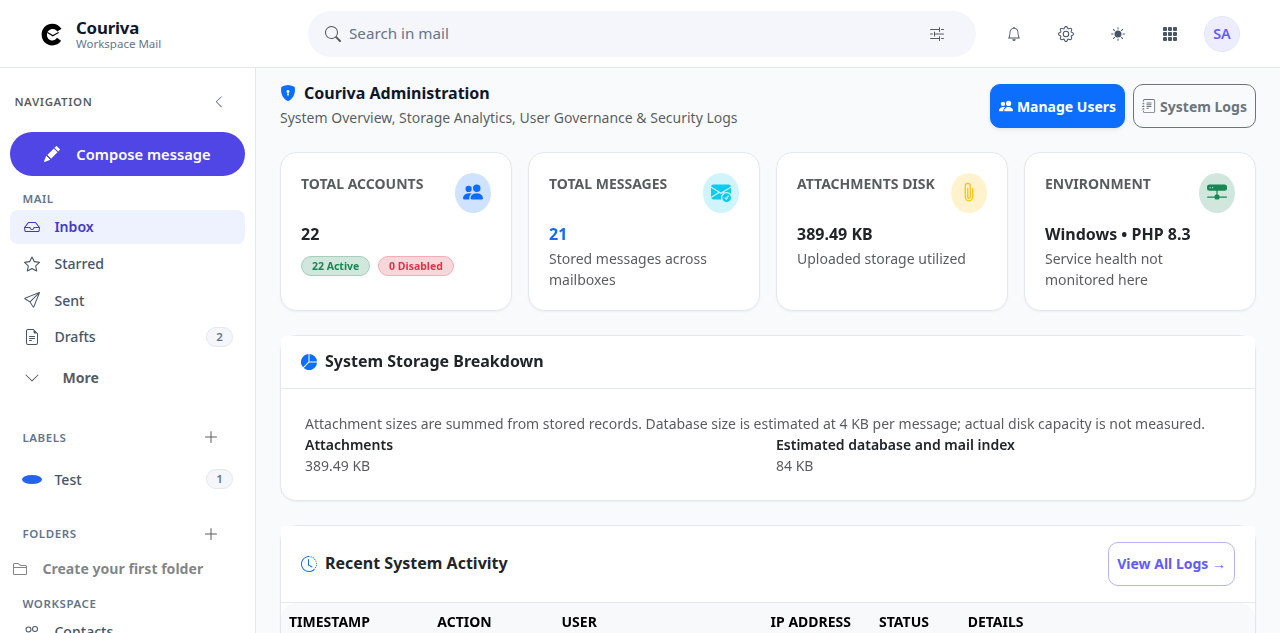 Couriva
Workspace Mail
Search in mail
SA
NAVIGATION
Compose message
MAIL
Inbox
Starred
Sent
Drafts
2
More
LABELS
Test
1
FOLDERS
Create your first folder
WORKSPACE
Contacts
Couriva Administration
System Overview, Storage Analytics, User Governance & Security Logs
Manage Users
System Logs
TOTAL ACCOUNTS
22
22 Active
0 Disabled
TOTAL MESSAGES
21
Stored messages across
mailboxes
ATTACHMENTS DISK
389.49 KB
Uploaded storage utilized
ENVIRONMENT
Windows • PHP 8.3
Service health not
monitored here
System Storage Breakdown
Attachment sizes are summed from stored records. Database size is estimated at 4 KB per message; actual disk capacity is not measured.
Attachments
389.49 KB
Estimated database and mail index
84 KB
Recent System Activity
View All Logs →
TIMESTAMP ACTION USER IP ADDRESS STATUS DETAILS